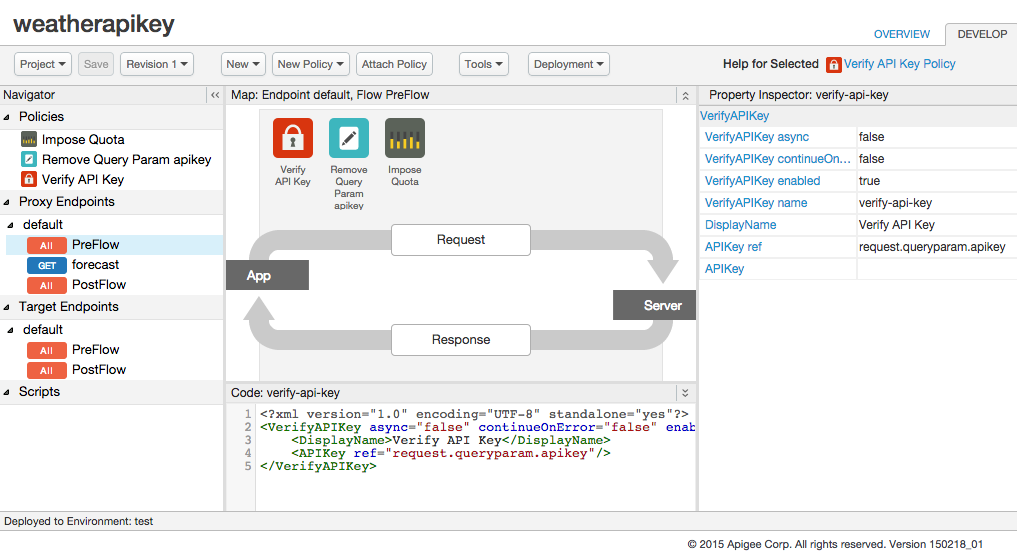 weatherapikey
OVERVIEW
DEVELOP
Project
Save
Revision 1
New
New Policy
Attach Policy
Tools
Deployment
Help for Selected
Verify API Key Policy
Navigator
Policies
Impose Quota
Remove Query Param apikey
Verify API Key
Proxy Endpoints
default
All PreFlow
GET forecast
All PostFlow
Target Endpoints
default
All PreFlow
All PostFlow
Scripts
Map: Endpoint default, Flow PreFlow
Verify
API Key
Remove
Query
Param
apikey
Impose
Quota
Request
App
Server
Response
Code: verify-api-key
1 <?xml version="1.0" encoding="UTF-8" standalone="yes"?>
2 <VerifyAPIKey async="false" continueOnError="false" enab
3 <DisplayName>Verify API Key</DisplayName>
4 <APIKey ref="request.queryparam.apikey"/>
5 </VerifyAPIKey>
Property Inspector: verify-api-key
VerifyAPIKey
VerifyAPIKey async false
VerifyAPIKey continueOn... false
VerifyAPIKey enabled true
VerifyAPIKey name verify-api-key
DisplayName Verify API Key
APIKey ref request.queryparam.apikey
APIKey
Deployed to Environment: test
© 2015 Apigee Corp. All rights reserved. Version 150218_01